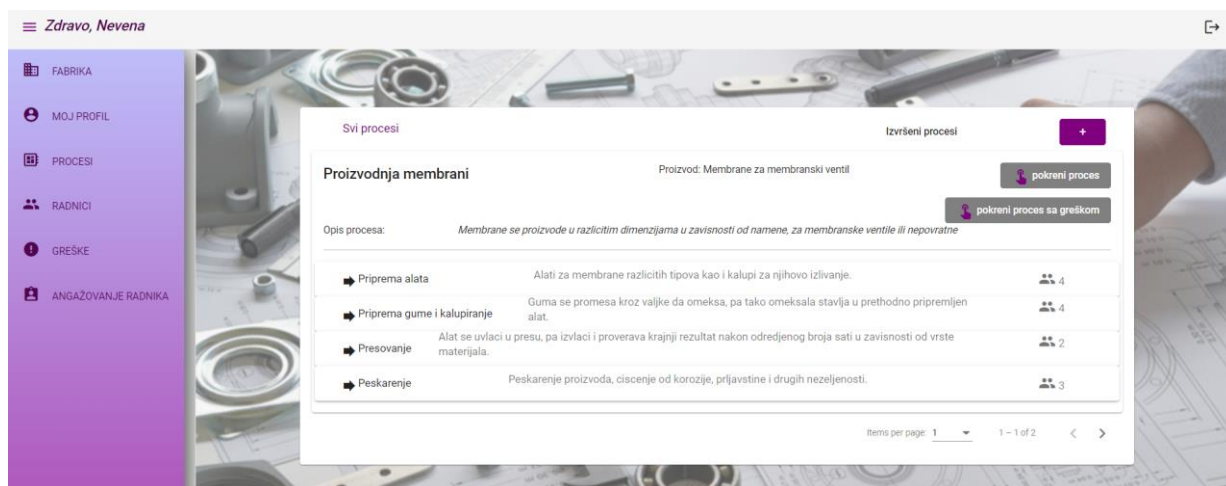 Zdravo, Nevena
FABRIKA
MOJ PROFIL
PROCESI
RADNICI
GREŠKE
ANGAŽOVANJE RADNIKA
Svi procesi
Izvršeni procesi
+
Proizvodnja membrani
Proizvod: Membrane za membranski ventil
pokreni proces
pokreni proces sa greškom
Opis procesa:
Membrane se proizvode u razlicitim dimenzijama u zavisnosti od namene, za membranske ventile ili nepovratne
Priprema alata
Alati za membrane razlicitih tipova kao i kalupi za njihovo izlivanje.
4
Priprema gume i kalupiranje
Guma se promesa kroz valjke da omeksa, pa tako omeksala stavlja u prethodno pripremljen
alat.
4
Presovanje
Alat se uvlaci u presu, pa izvlaci i proverava krajnji rezultat nakon odredjenog broja sati u zavisnosti od vrste
materijala.
2
Peskarenje
Peskarenje proizvoda, ciscenje od korozije, prljavstine i drugih nezeljenosti.
3
Items per page: 1
1 – 1 of 2